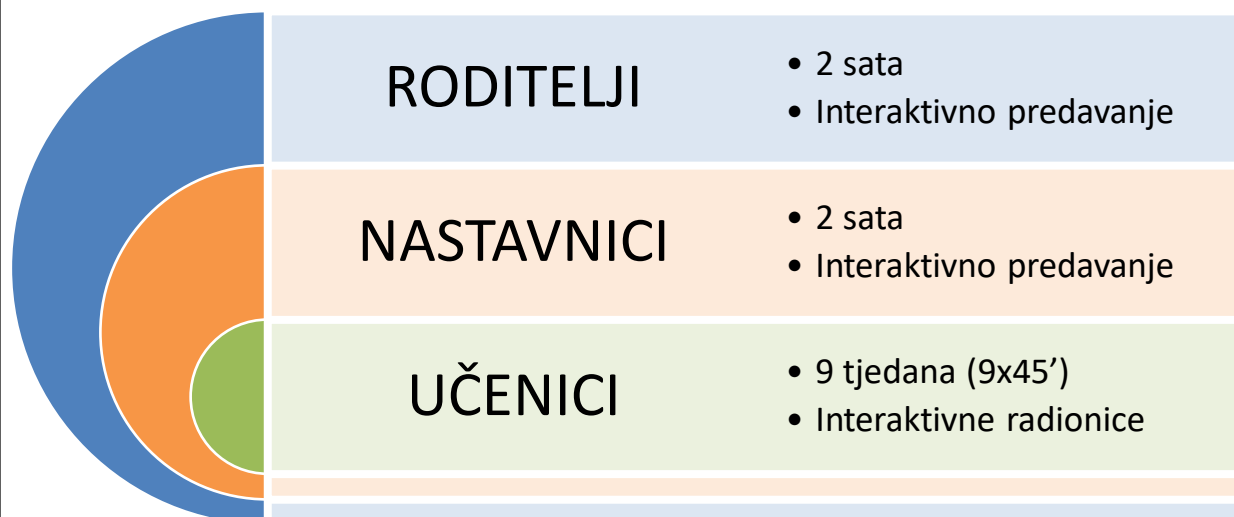 RODITELJI
• 2 sata
• Interaktivno predavanje
NASTAVNICI
• 2 sata
• Interaktivno predavanje
UČENICI
• 9 tjedana (9x45’)
• Interaktivne radionice